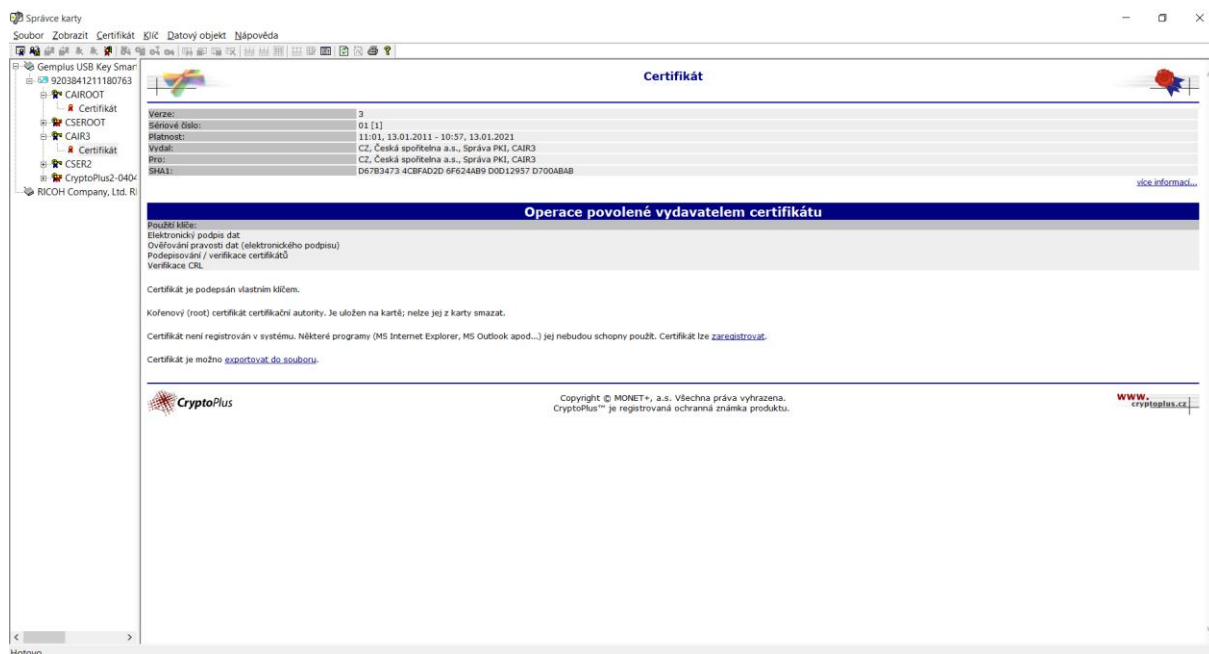 Správce karty
Soubor Zobrazit Certifikát Klíč Datový objekt Nápověda
Gemplus USB Key Smar
9203841211180763
CAIROOT
Certifikát
CSEROOT
CAIR3
Certifikát
CSER2
CryptoPlus2-0404
RICOH Company, Ltd. RI
Certifikát
Verze: 3
Sériové číslo: 01 [1]
Platnost: 11:01, 13.01.2011 - 10:57, 13.01.2021
Vydal: CZ, Česká spořitelna a.s., Správa PKI, CAIR3
Pro: CZ, Česká spořitelna a.s., Správa PKI, CAIR3
SHA1: D67B3473 4CBFAD2D 6F624AB9 D0D12957 D700ABAB
více informací...
Operace povolené vydavatelem certifikátu
Použití klíče:
Elektronický podpis dat
Ověřování pravosti dat (elektronického podpisu)
Podepisování / verifikace certifikátů
Verifikace CRL
Certifikát je podepsán vlastním klíčem.
Kořenový (root) certifikát certifikační autority. Je uložen na kartě; nelze jej z karty smazat.
Certifikát není registrován v systému. Některé programy (MS Internet Explorer, MS Outlook apod...) jej nebudou schopny použít. Certifikát lze zaregistrovat.
Certifikát je možno exportovat do souboru.
CryptoPlus
Copyright © MONET+, a.s. Všechna práva vyhrazena.
CryptoPlus™ je registrovaná ochranná známka produktu.
www.
cryptoplus.cz
Hotovo